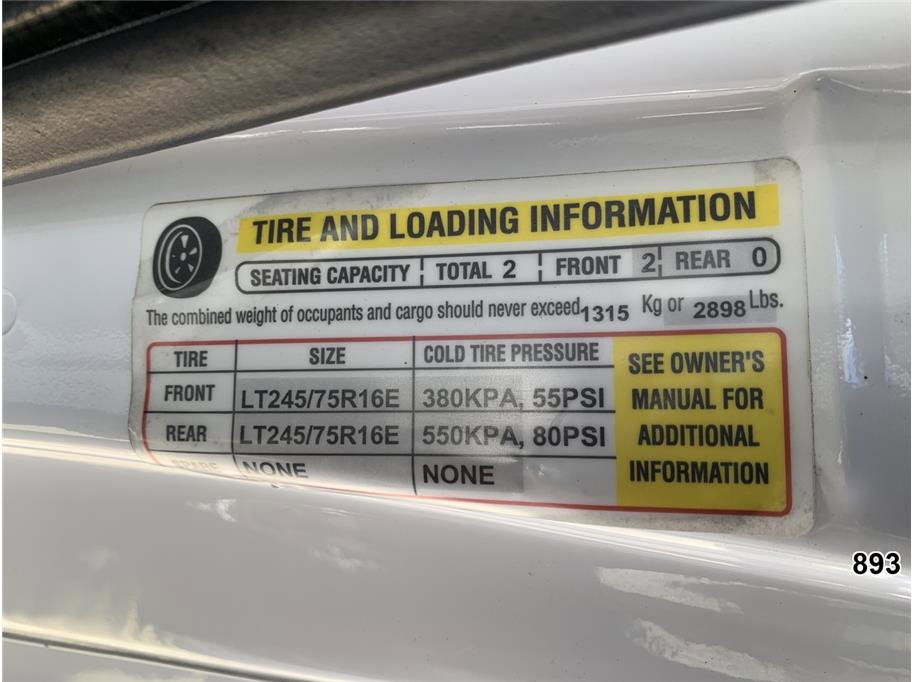 TIRE AND LOADING INFORMATION
SEATING CAPACITY TOTAL 2 FRONT 2 REAR 0
The combined weight of occupants and cargo should never exceed 1315 Kg or 2898 Lbs.
TIRE SIZE COLD TIRE PRESSURE
FRONT LT245/75R16E 380KPA, 55PSI
REAR LT245/75R16E 550KPA, 80PSI
SPARE NONE NONE
SEE OWNER'S
MANUAL FOR
ADDITIONAL
INFORMATION
893